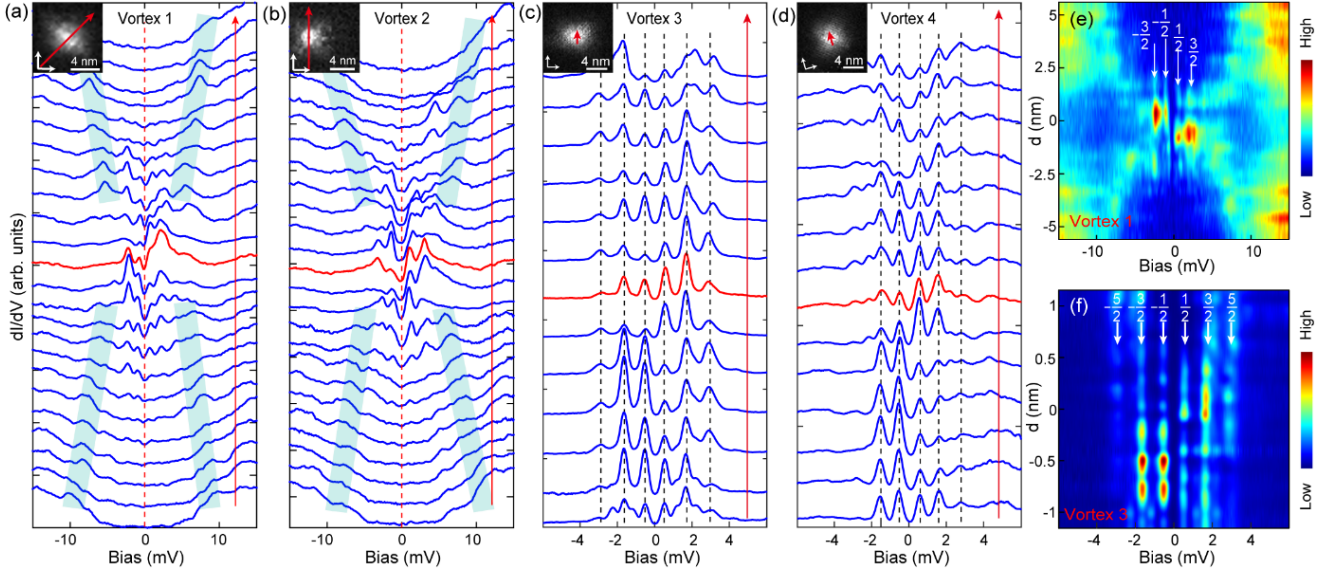 (a)
Vortex 1
4 nm
(b)
Vortex 2
4 nm
(c)
Vortex 3
4 nm
(d)
Vortex 4
4 nm
(e)
-3/2 -1/2 1/2 3/2
Vortex 1
(f)
-5/2 -3/2 -1/2 1/2 3/2 5/2
Vortex 3
dI/dV (arb. units)
d (nm)
5.0
2.5
0
-2.5
-5.0
High
Low
-10 0 10
Bias (mV)
d (nm)
1
0.5
0
-0.5
-1
High
Low
-10 0 10
Bias (mV)
-10 0 10
Bias (mV)
-4 0 4
Bias (mV)
-4 0 4
Bias (mV)
-4 -2 0 2 4
Bias (mV)